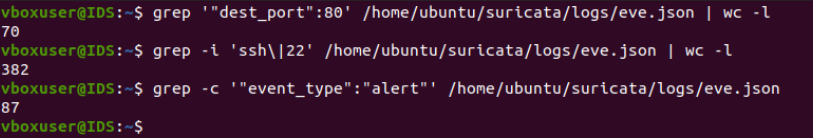 vboxuser@IDS:~$ grep '"dest_port":80' /home/ubuntu/suricata/logs/eve.json | wc -l
70
vboxuser@IDS:~$ grep -i 'ssh\|22' /home/ubuntu/suricata/logs/eve.json | wc -l
382
vboxuser@IDS:~$ grep -c '"event_type":"alert"' /home/ubuntu/suricata/logs/eve.json
87
vboxuser@IDS:~$